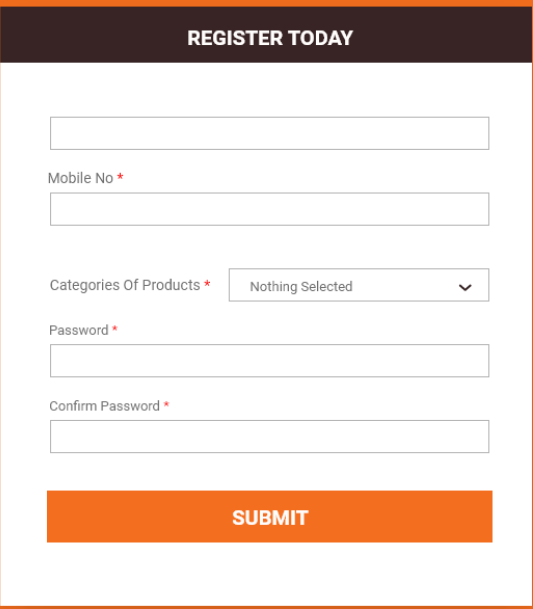 REGISTER TODAY
Mobile No *
Categories Of Products * Nothing Selected
Password *
Confirm Password *
SUBMIT